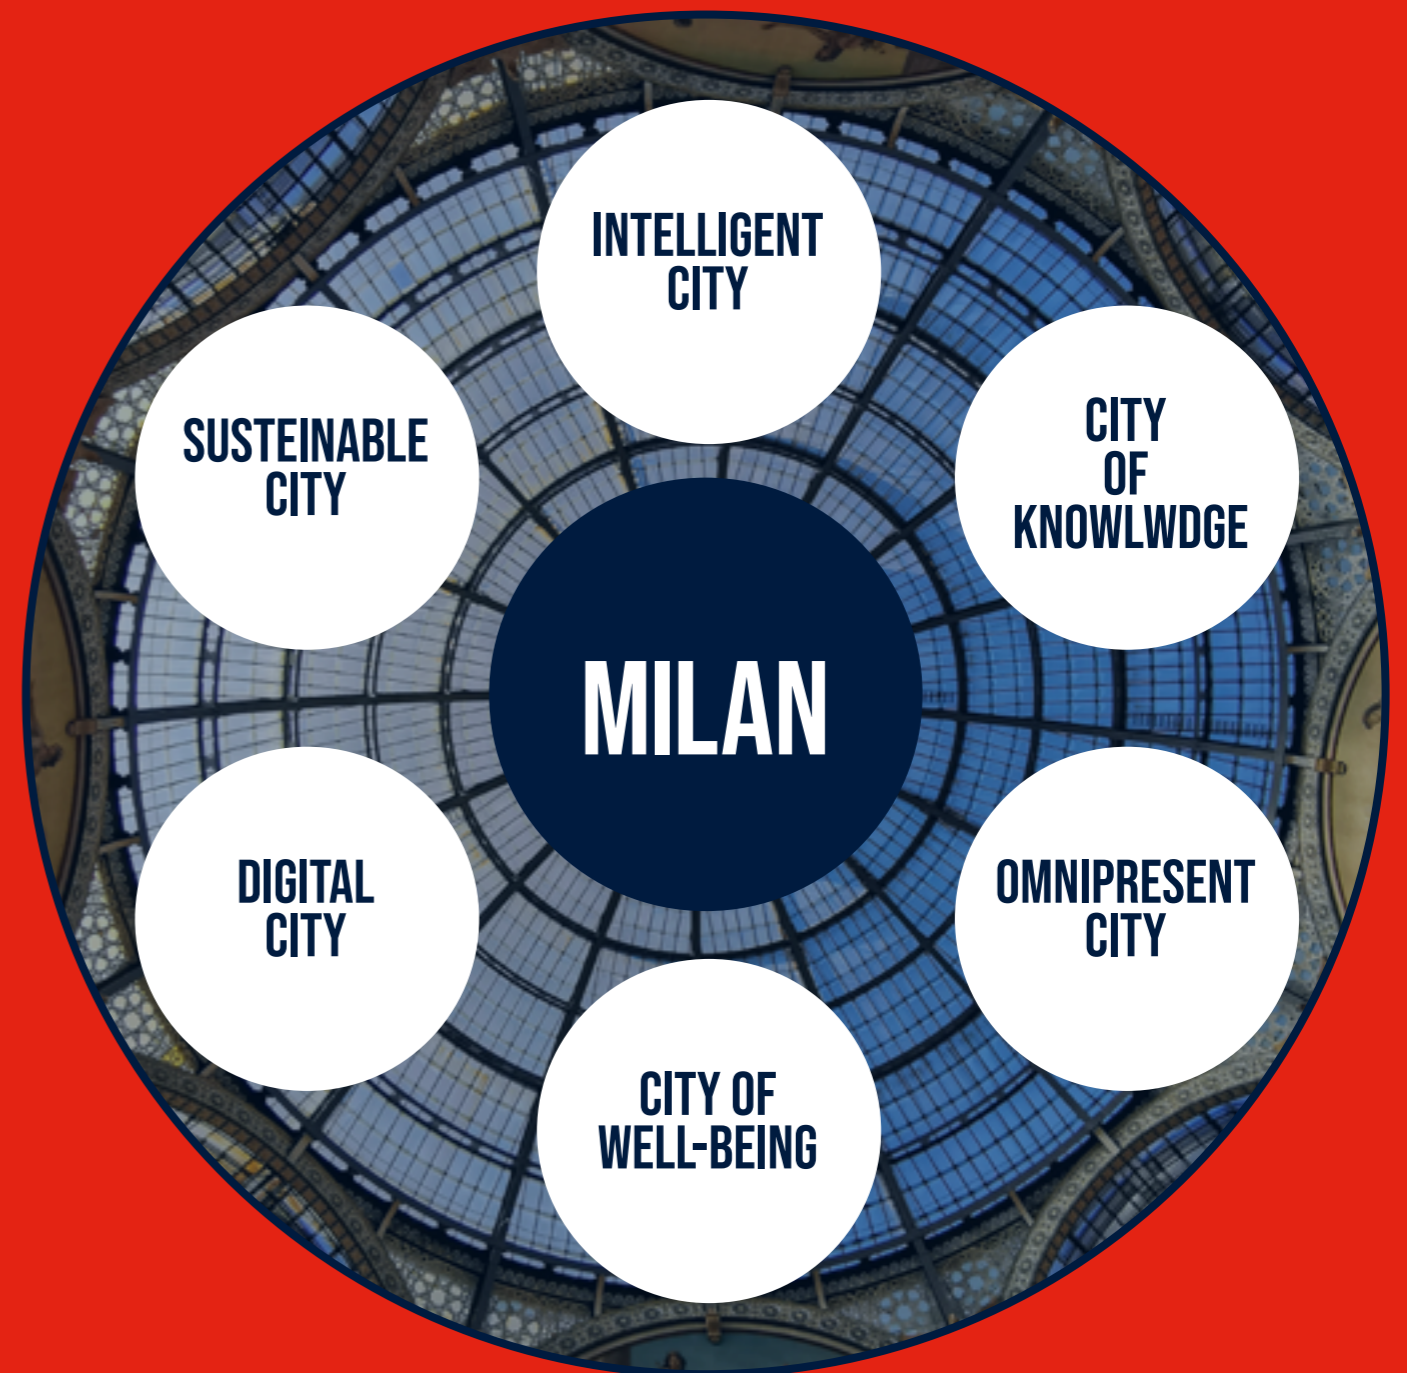 INTELLIGENT
CITY
SUSTEINABLE
CITY
CITY
OF
KNOWLWDGE
MILAN
DIGITAL
CITY
OMNIPRESENT
CITY
CITY OF
WELL-BEING